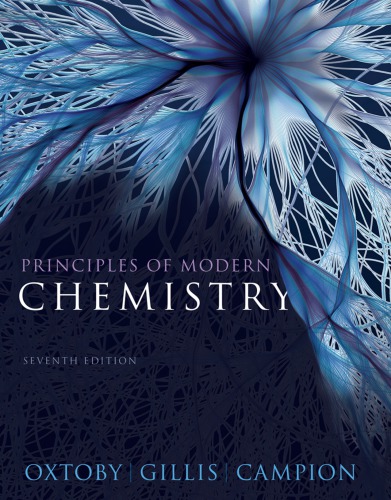 PRINCIPLES OF MODERN
CHEMISTRY
SEVENTH EDITION
OXTOBY | GILLIS | CAMPION